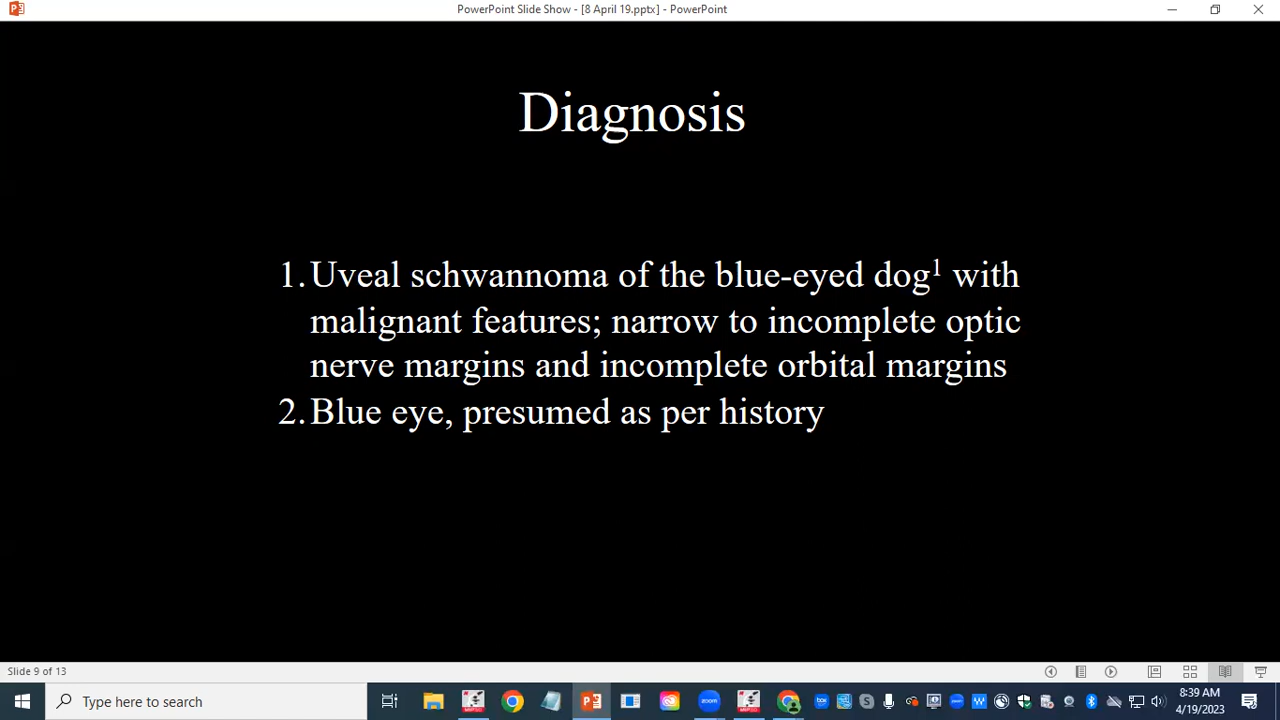 PowerPoint Slide Show - [8 April 19.pptx] - PowerPoint
Diagnosis
1. Uveal schwannoma of the blue-eyed dog¹ with
malignant features; narrow to incomplete optic
nerve margins and incomplete orbital margins
2. Blue eye, presumed as per history
Slide 9 of 13
Type here to search
8:39 AM
4/19/2023